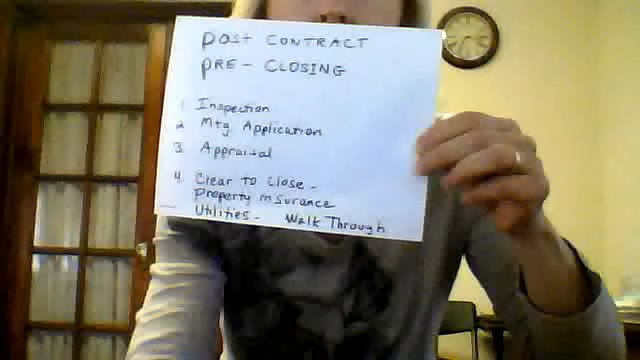 post CONTRACT
PRE - CLOSING
1 Inspection
2 Mtg Application
3 Appraisal
4. Clear to Close -
Property insurance
Utilities - Walk Through